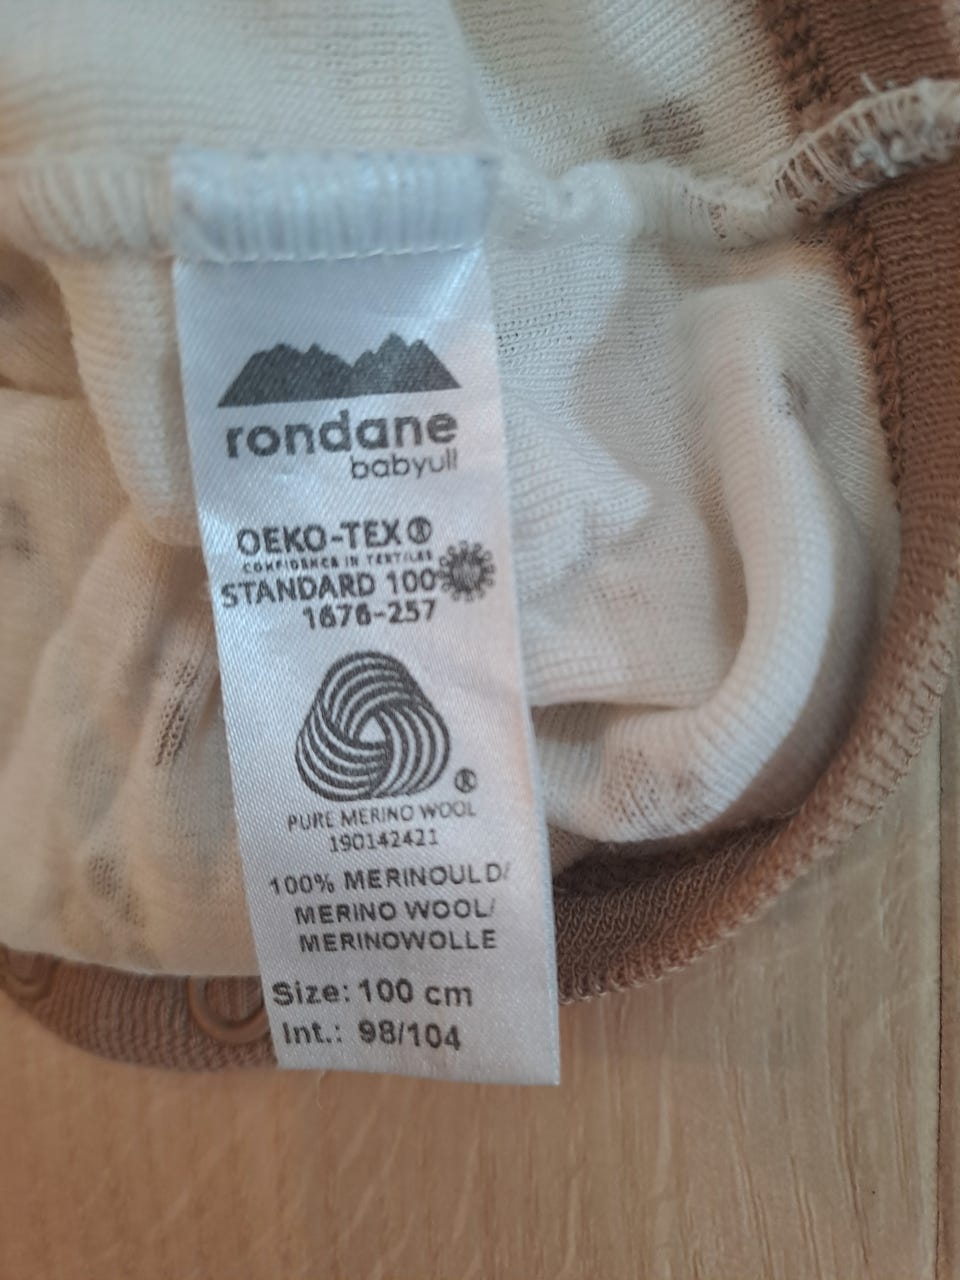 rondane
babyull
OEKO-TEX®
CONFIDENCE IN TEXTILES
STANDARD 100
1676-257
®
PURE MERINO WOOL
190142421
100% MERINOULD/
MERINO WOOL/
MERINOWOLLE
Size: 100 cm
Int.: 98/104